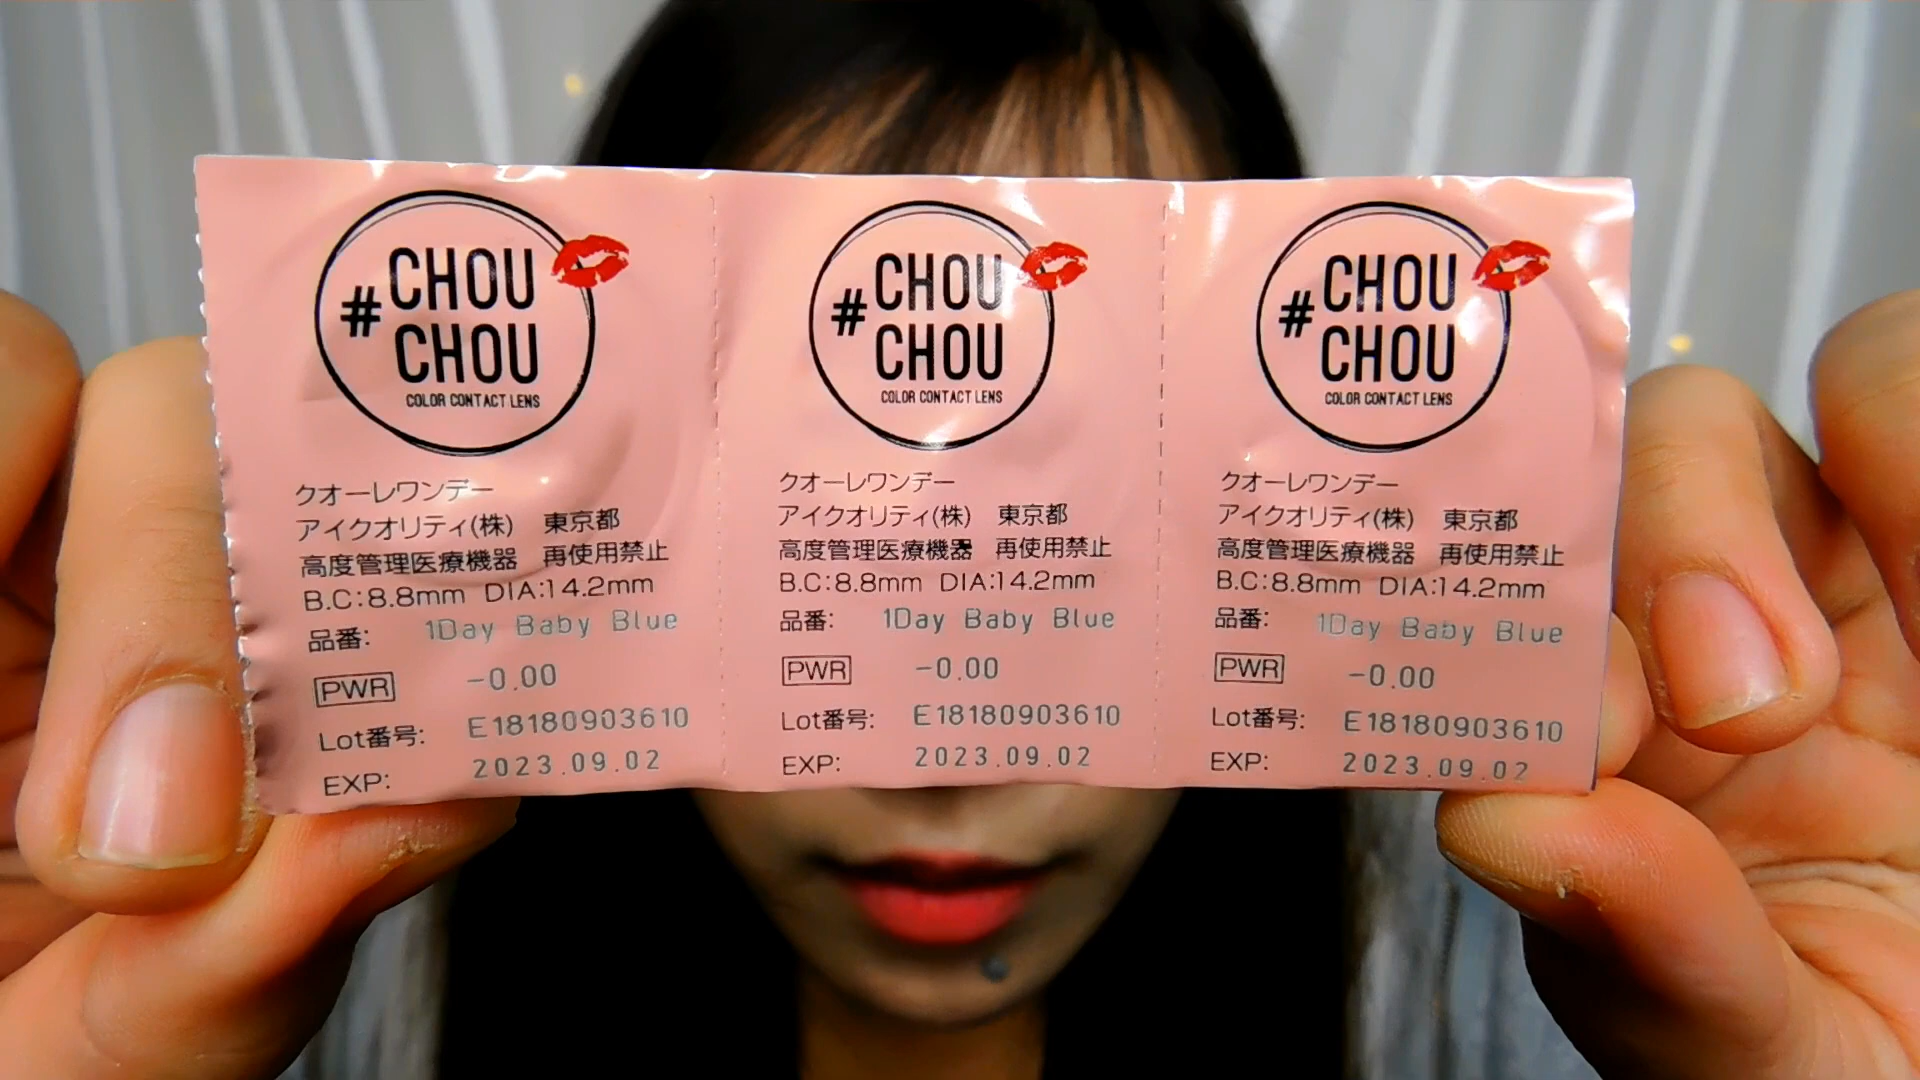 #CHOU
CHOU
COLOR CONTACT LENS
クオーレワンデー
アイクオリティ(株) 東京都
高度管理医療機器 再使用禁止
B.C:8.8mm DIA:14.2mm
品番: 1Day Baby Blue
PWR -0.00
Lot番号: E18180903610
EXP: 2023.09.02
#CHOU
CHOU
COLOR CONTACT LENS
クオーレワンデー
アイクオリティ(株) 東京都
高度管理医療機器 再使用禁止
B.C:8.8mm DIA:14.2mm
品番: 1Day Baby Blue
PWR -0.00
Lot番号: E18180903610
EXP: 2023.09.02
#CHOU
CHOU
COLOR CONTACT LENS
クオーレワンデー
アイクオリティ(株) 東京都
高度管理医療機器 再使用禁止
B.C:8.8mm DIA:14.2mm
品番: 1Day Baby Blue
PWR -0.00
Lot番号: E18180903610
EXP: 2023.09.02